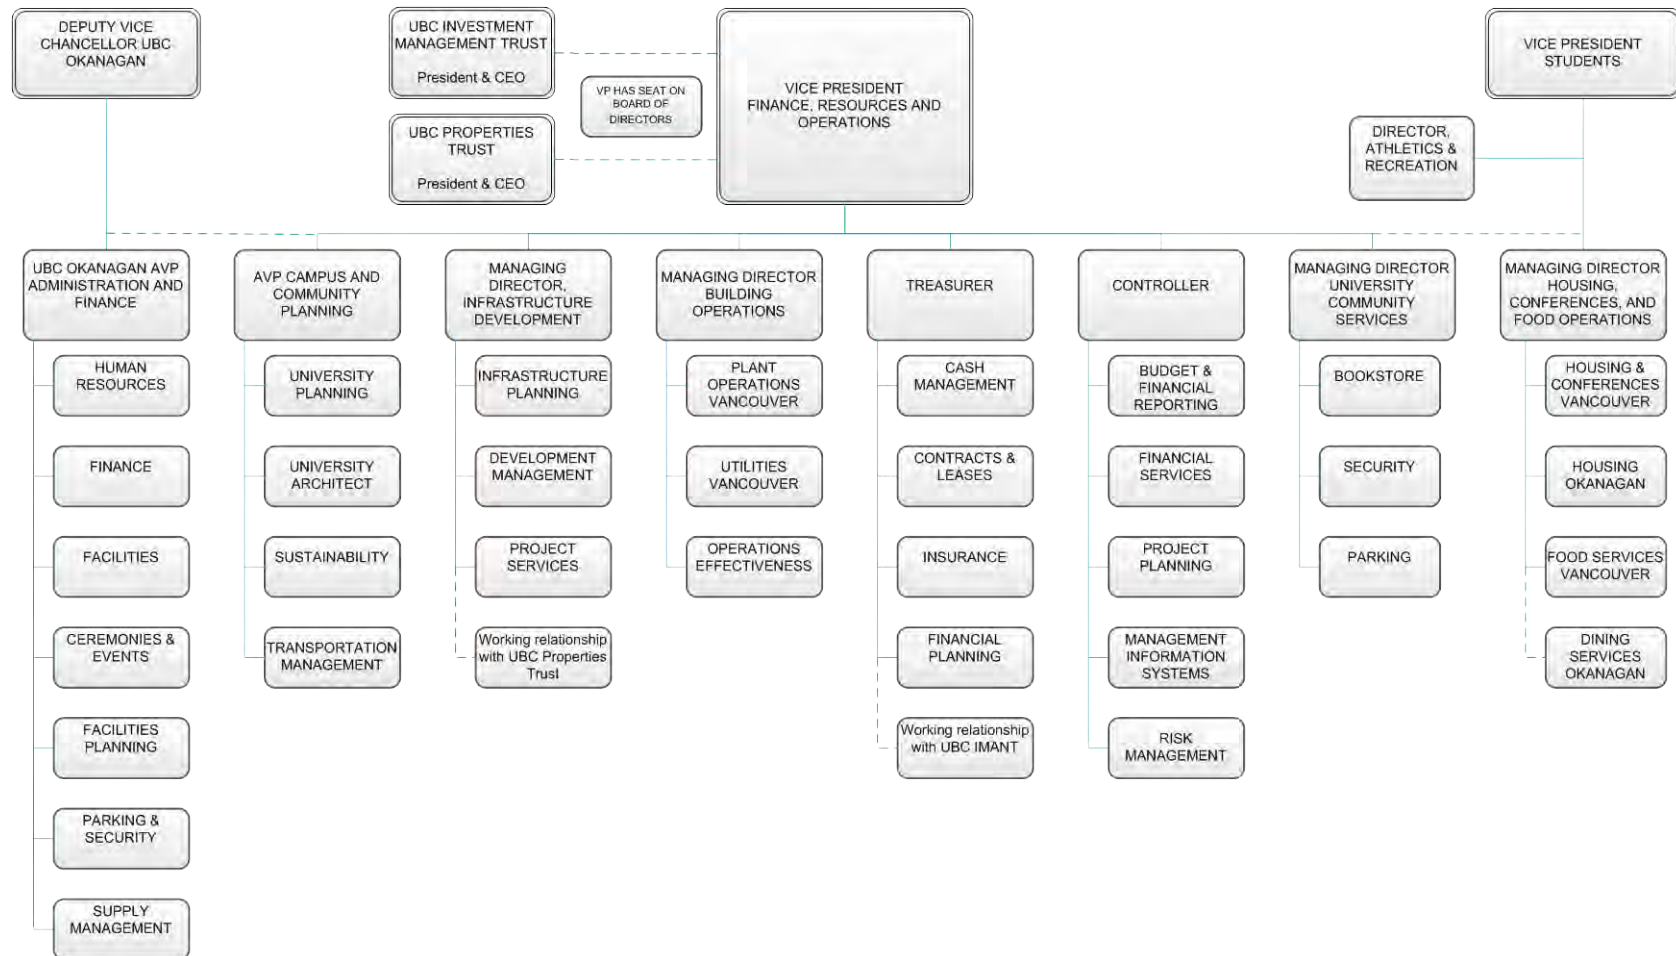 DEPUTY VICE
CHANCELLOR UBC
OKANAGAN
UBC INVESTMENT
MANAGEMENT TRUST
President & CEO
VP HAS SEAT ON
BOARD OF
DIRECTORS
UBC PROPERTIES
TRUST
President & CEO
VICE PRESIDENT
FINANCE, RESOURCES AND
OPERATIONS
VICE PRESIDENT
STUDENTS
DIRECTOR,
ATHLETICS &
RECREATION
UBC OKANAGAN AVP
ADMINISTRATION AND
FINANCE
HUMAN
RESOURCES
FINANCE
FACILITIES
CEREMONIES &
EVENTS
FACILITIES
PLANNING
PARKING &
SECURITY
SUPPLY
MANAGEMENT
AVP CAMPUS AND
COMMUNITY
PLANNING
UNIVERSITY
PLANNING
UNIVERSITY
ARCHITECT
SUSTAINABILITY
TRANSPORTATION
MANAGEMENT
MANAGING
DIRECTOR,
INFRASTRUCTURE
DEVELOPMENT
INFRASTRUCTURE
PLANNING
DEVELOPMENT
MANAGEMENT
PROJECT
SERVICES
Working relationship
with UBC Properties
Trust
MANAGING DIRECTOR
BUILDING
OPERATIONS
PLANT
OPERATIONS
VANCOUVER
UTILITIES
VANCOUVER
OPERATIONS
EFFECTIVENESS
TREASURER
CASH
MANAGEMENT
CONTRACTS &
LEASES
INSURANCE
FINANCIAL
PLANNING
Working relationship
with UBC IMANT
CONTROLLER
BUDGET &
FINANCIAL
REPORTING
FINANCIAL
SERVICES
PROJECT
PLANNING
MANAGEMENT
INFORMATION
SYSTEMS
RISK
MANAGEMENT
MANAGING DIRECTOR
UNIVERSITY
COMMUNITY
SERVICES
BOOKSTORE
SECURITY
PARKING
MANAGING DIRECTOR
HOUSING,
CONFERENCES, AND
FOOD OPERATIONS
HOUSING &
CONFERENCES
VANCOUVER
HOUSING
OKANAGAN
FOOD SERVICES
VANCOUVER
DINING
SERVICES
OKANAGAN